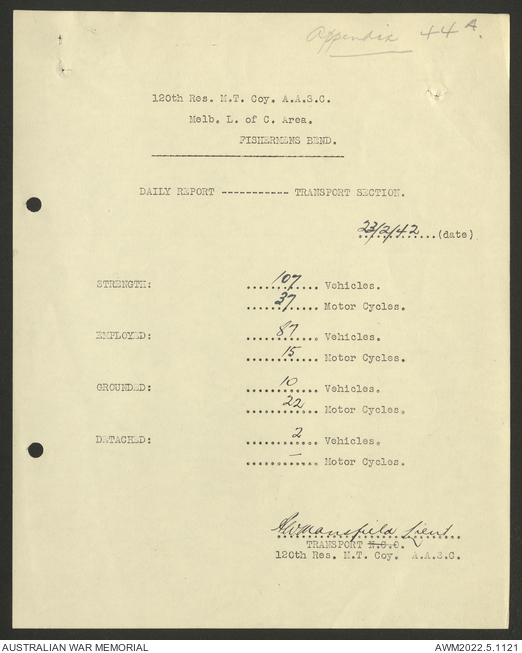 Appendix 44A.
120th Res. M.T. Coy. A.A.S.C.
Melb. L. of C. Area.
FISHERMENS BEND.
DAILY REPORT ----------- TRANSPORT SECTION.
23/2/42 (date)
STRENGTH: 107 Vehicles.
37 Motor Cycles.
EMPLOYED: 87 Vehicles.
15 Motor Cycles.
GROUNDED: 10 Vehicles.
22 Motor Cycles.
DETACHED: 2 Vehicles.
– Motor Cycles.
Mansfield Lieut
TRANSPORT N.C.O.
120th Res. M.T. Coy. A.A.S.C.
AUSTRALIAN WAR MEMORIAL AWM2022.5.1121